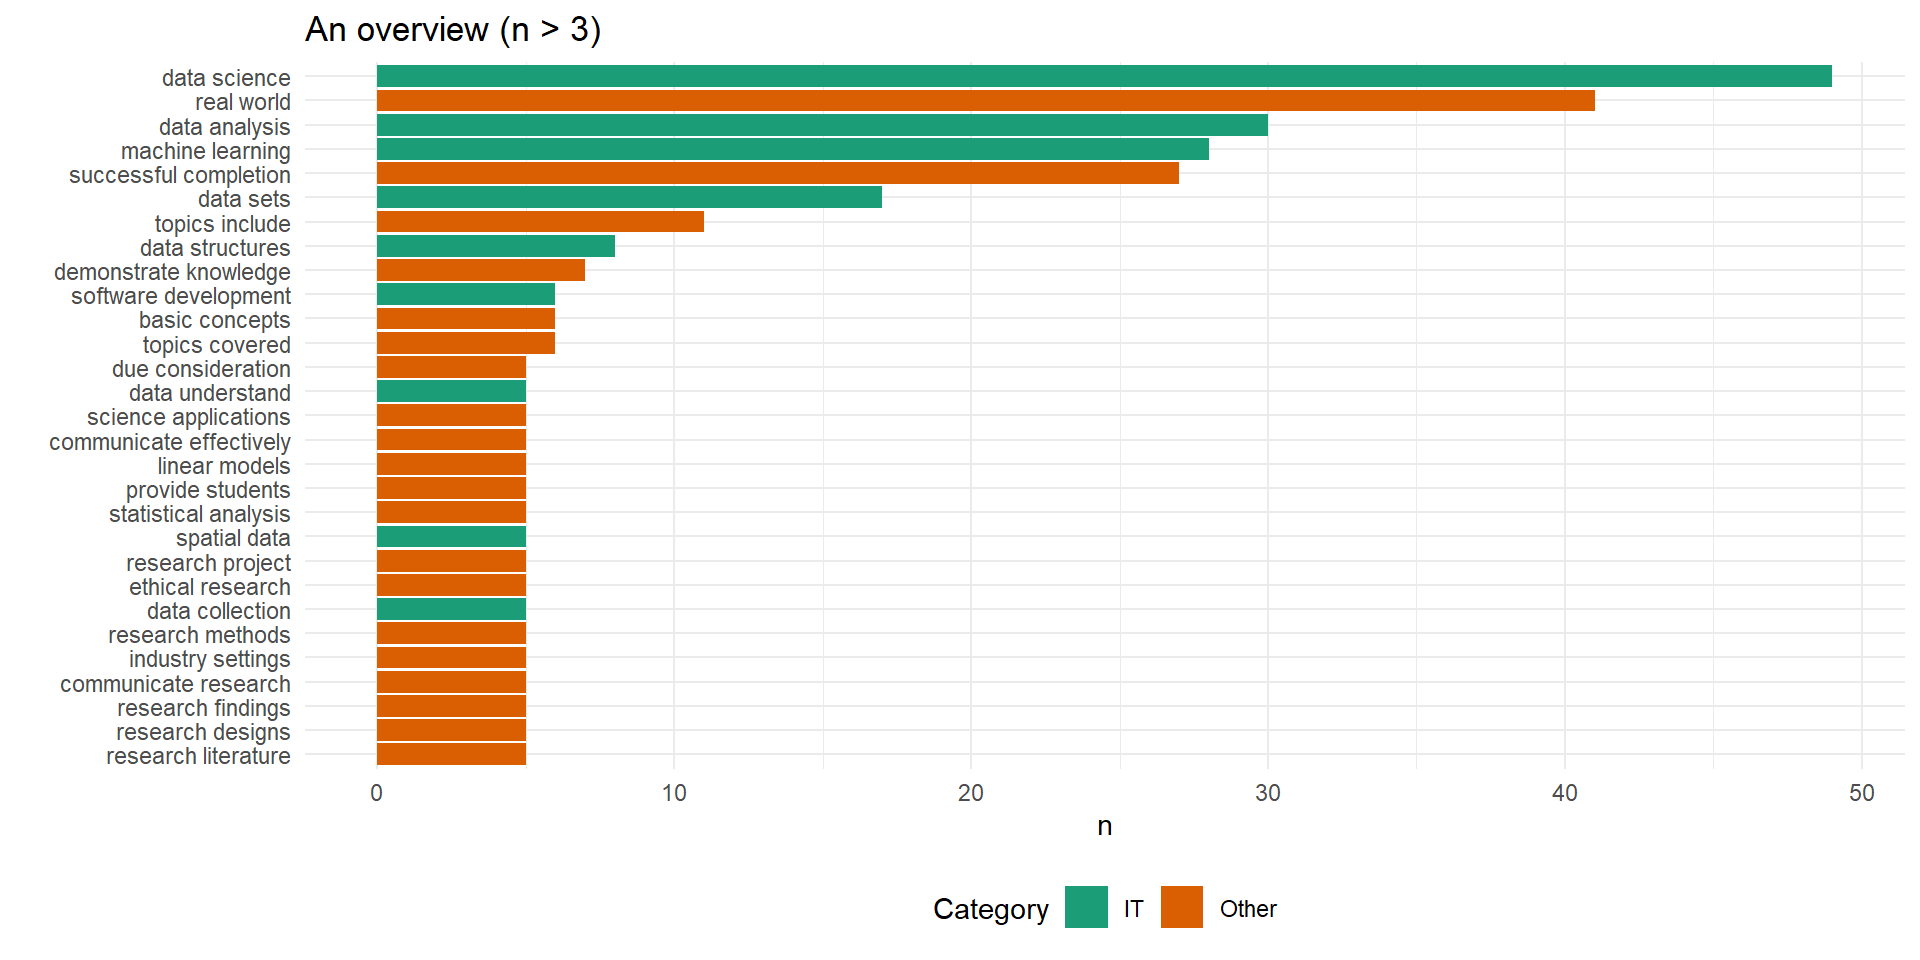 An overview (n > 3)
data science
real world
data analysis
machine learning
successful completion
data sets
topics include
data structures
demonstrate knowledge
software development
basic concepts
topics covered
due consideration
data understand
science applications
communicate effectively
linear models
provide students
statistical analysis
spatial data
research project
ethical research
data collection
research methods
industry settings
communicate research
research findings
research designs
research literature
0 10 20 30 40 50
n
Category IT Other